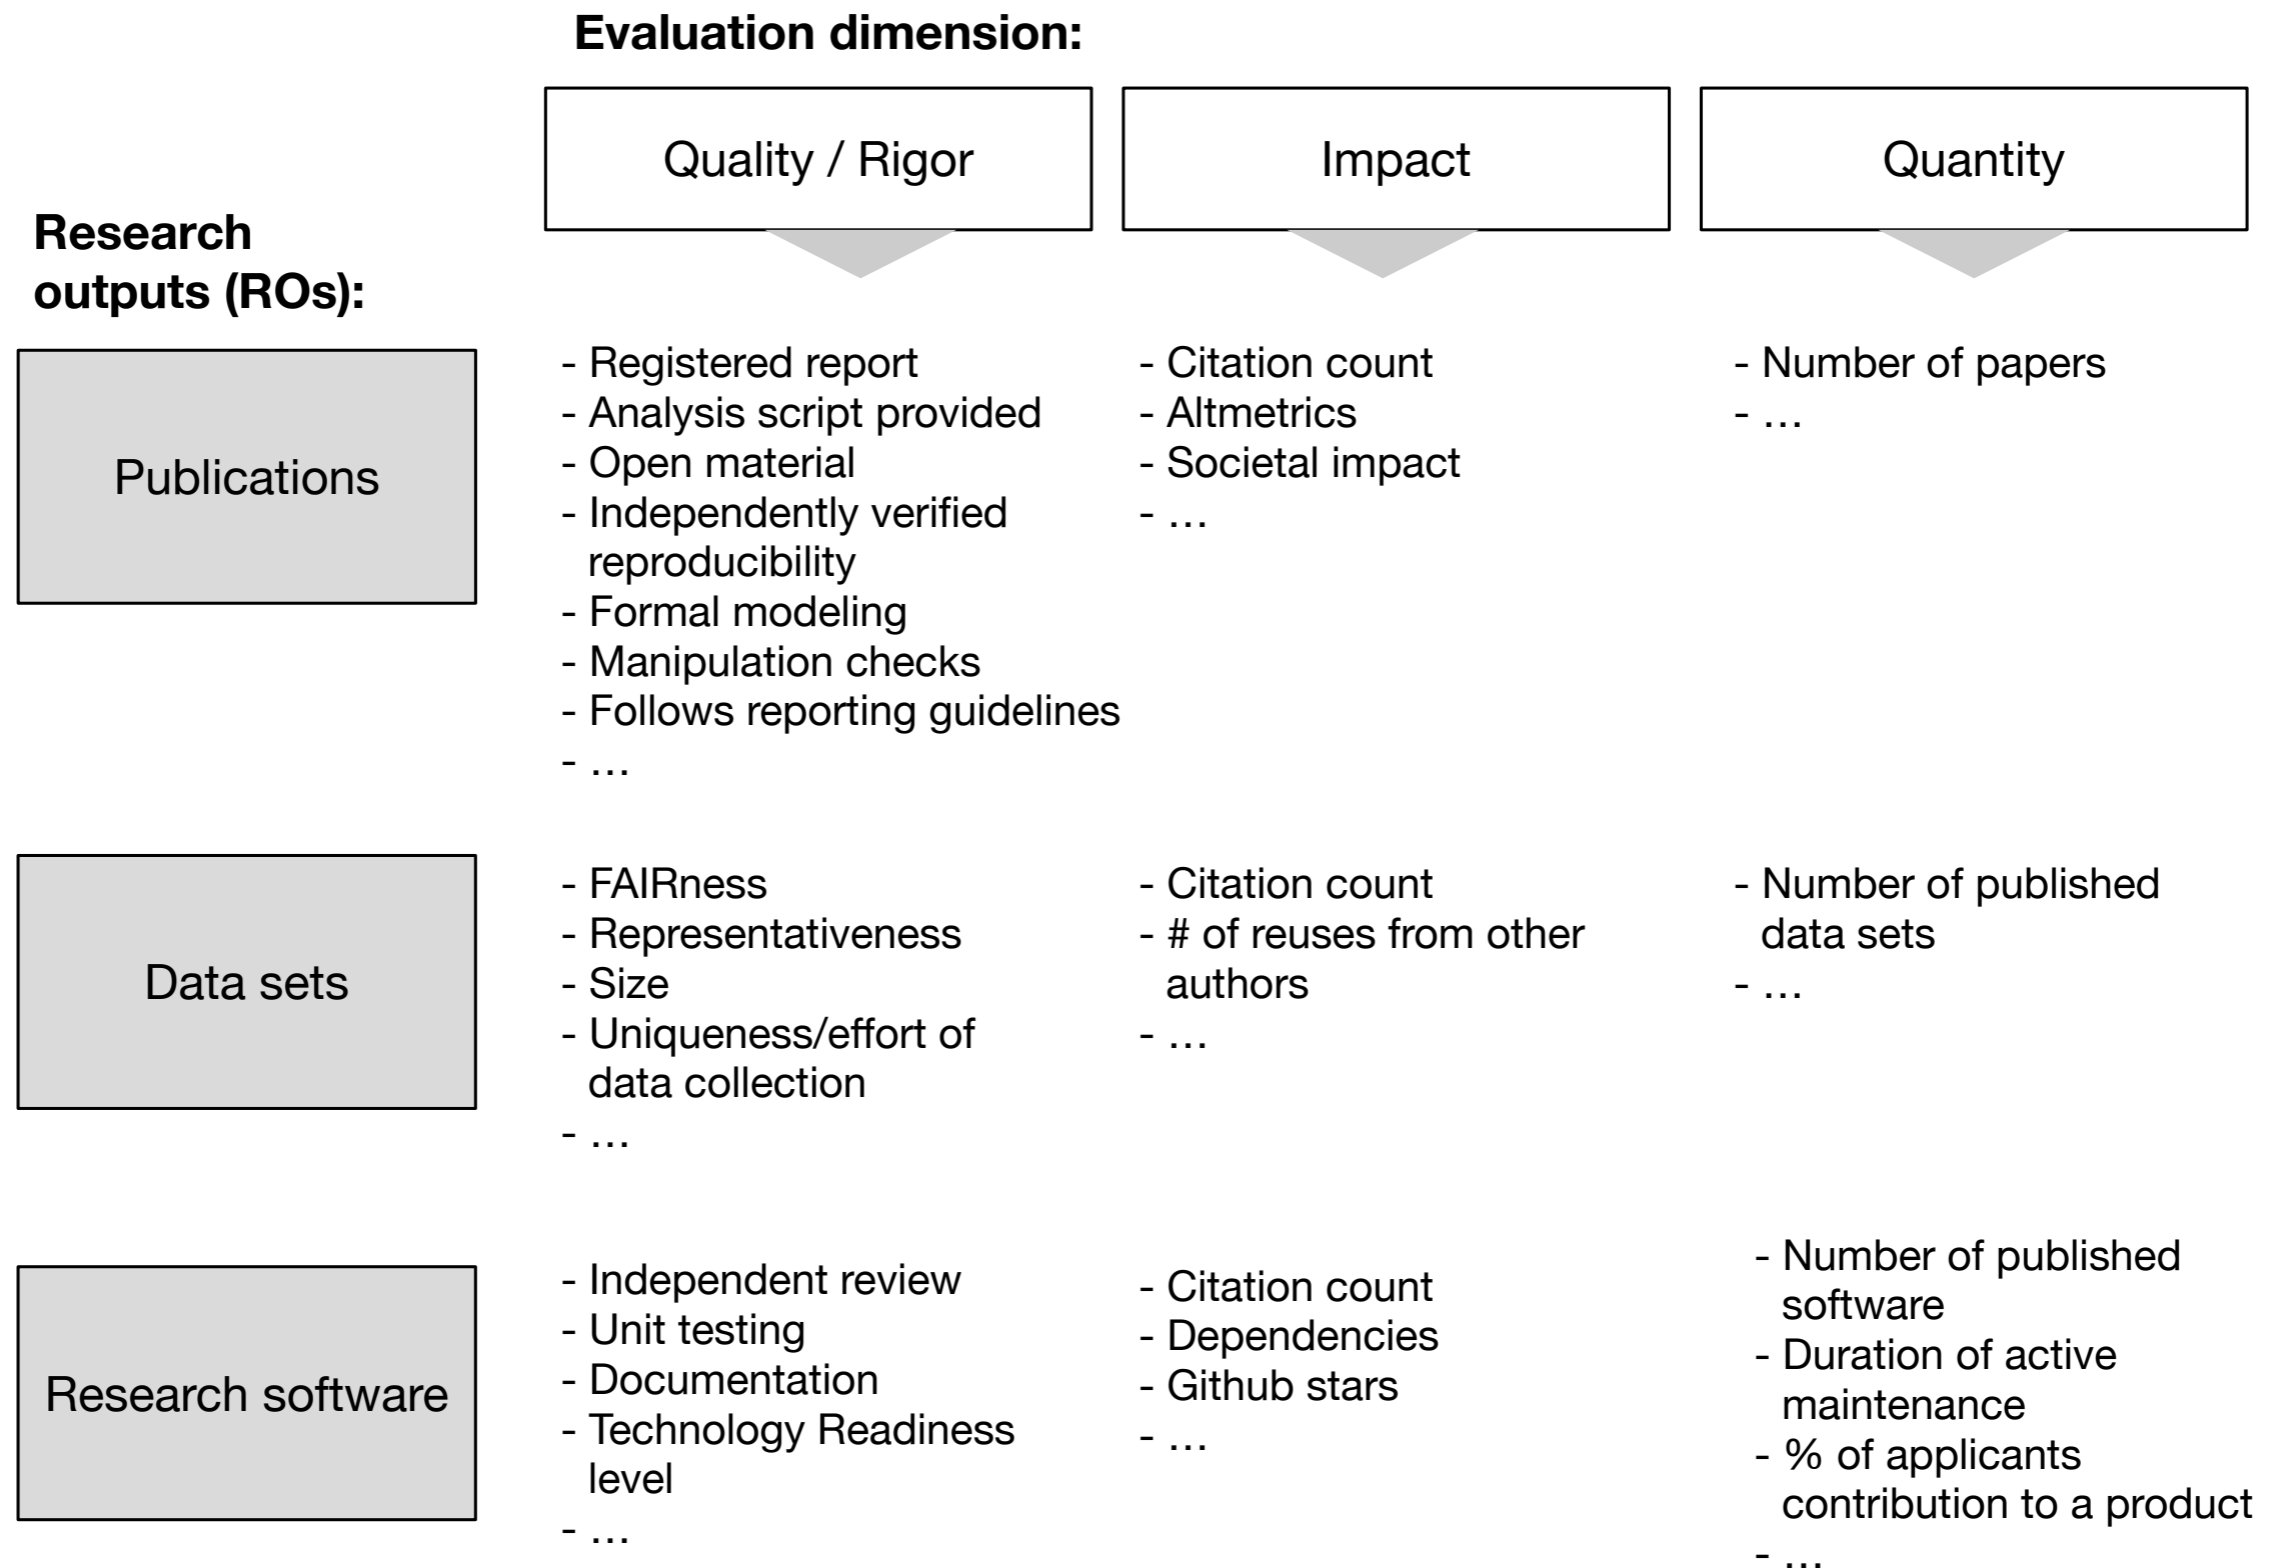 Evaluation dimension:
Quality / Rigor
Impact
Quantity
Research
outputs (ROs):
Publications
- Registered report
- Analysis script provided
- Open material
- Independently verified
reproducibility
- Formal modeling
- Manipulation checks
- Follows reporting guidelines
- …
- Citation count
- Altmetrics
- Societal impact
- …
- Number of papers
- …
Data sets
- FAIRness
- Representativeness
- Size
- Uniqueness/effort of
data collection
- …
- Citation count
- # of reuses from other
authors
- …
- Number of published
data sets
- …
Research software
- Independent review
- Unit testing
- Documentation
- Technology Readiness
level
- …
- Citation count
- Dependencies
- Github stars
- …
- Number of published
software
- Duration of active
maintenance
- % of applicants
contribution to a product
- …